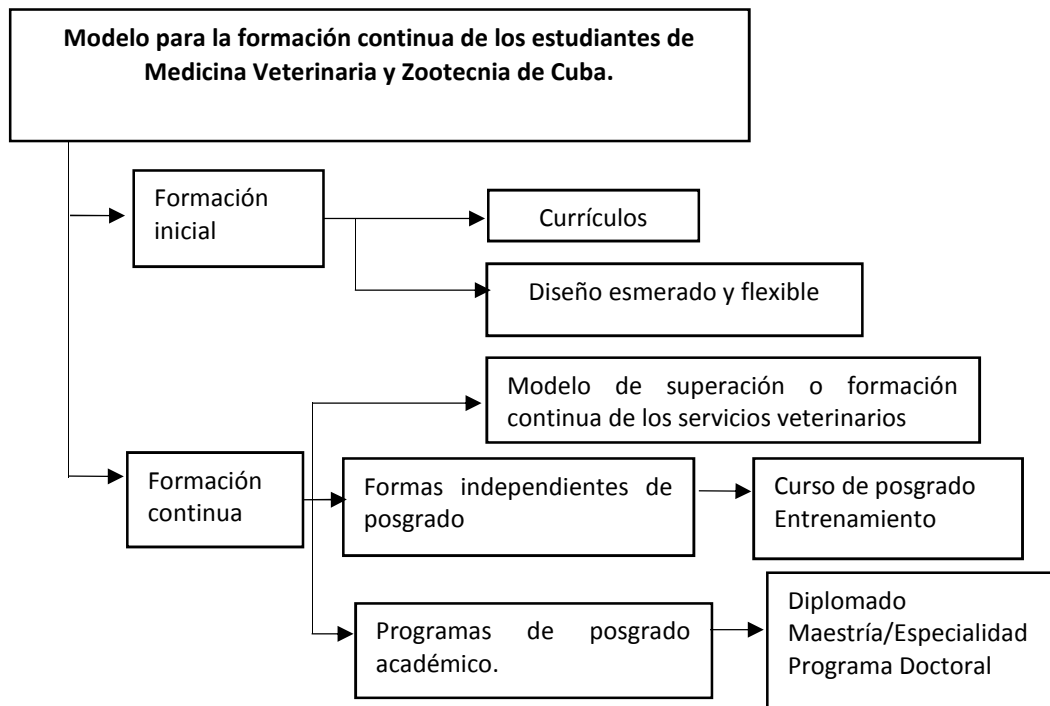 Modelo para la formación continua de los estudiantes de
Medicina Veterinaria y Zootecnia de Cuba.
Formación
inicial
Currículos
Diseño esmerado y flexible
Formación
continua
Modelo de superación o formación
continua de los servicios veterinarios
Formas independientes de
posgrado
Curso de posgrado
Entrenamiento
Programas de posgrado
académico.
Diplomado
Maestría/Especialidad
Programa Doctoral